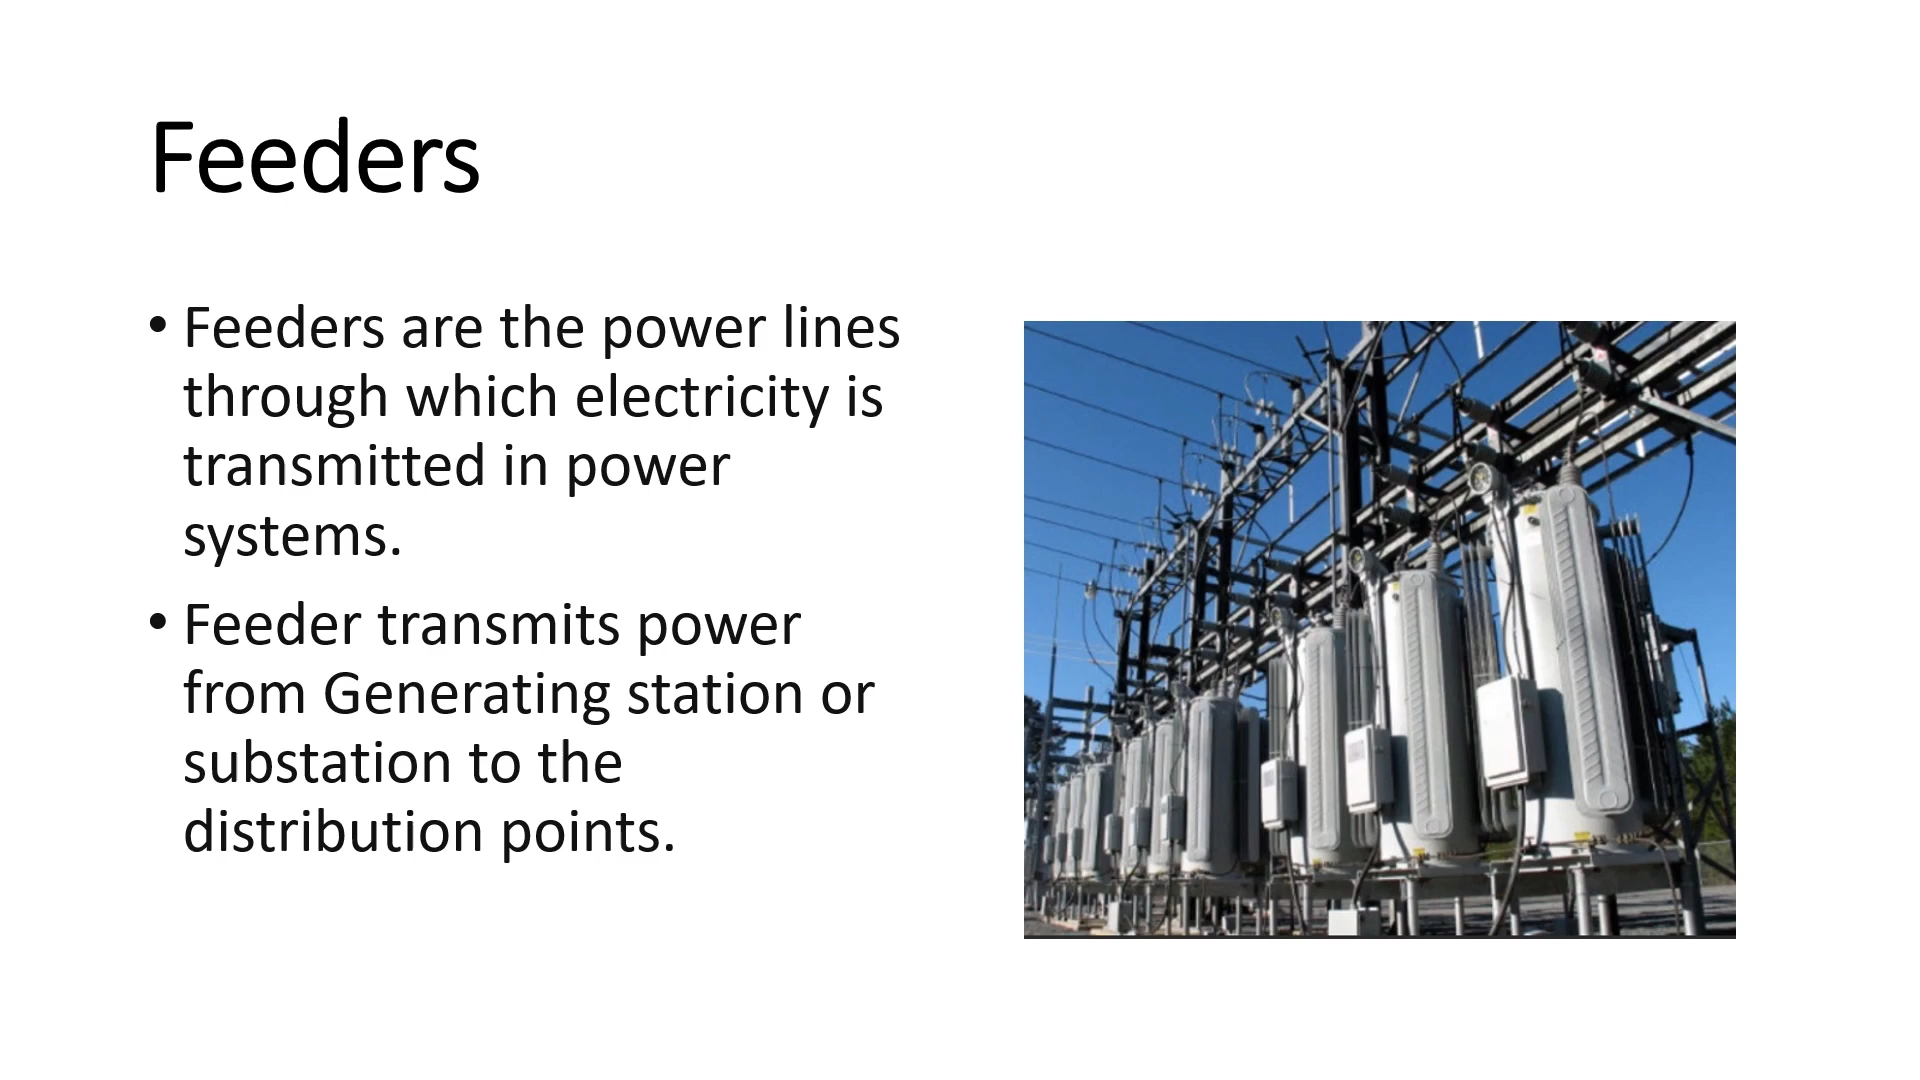 Feeders
• Feeders are the power lines
through which electricity is
transmitted in power
systems.
• Feeder transmits power
from Generating station or
substation to the
distribution points.